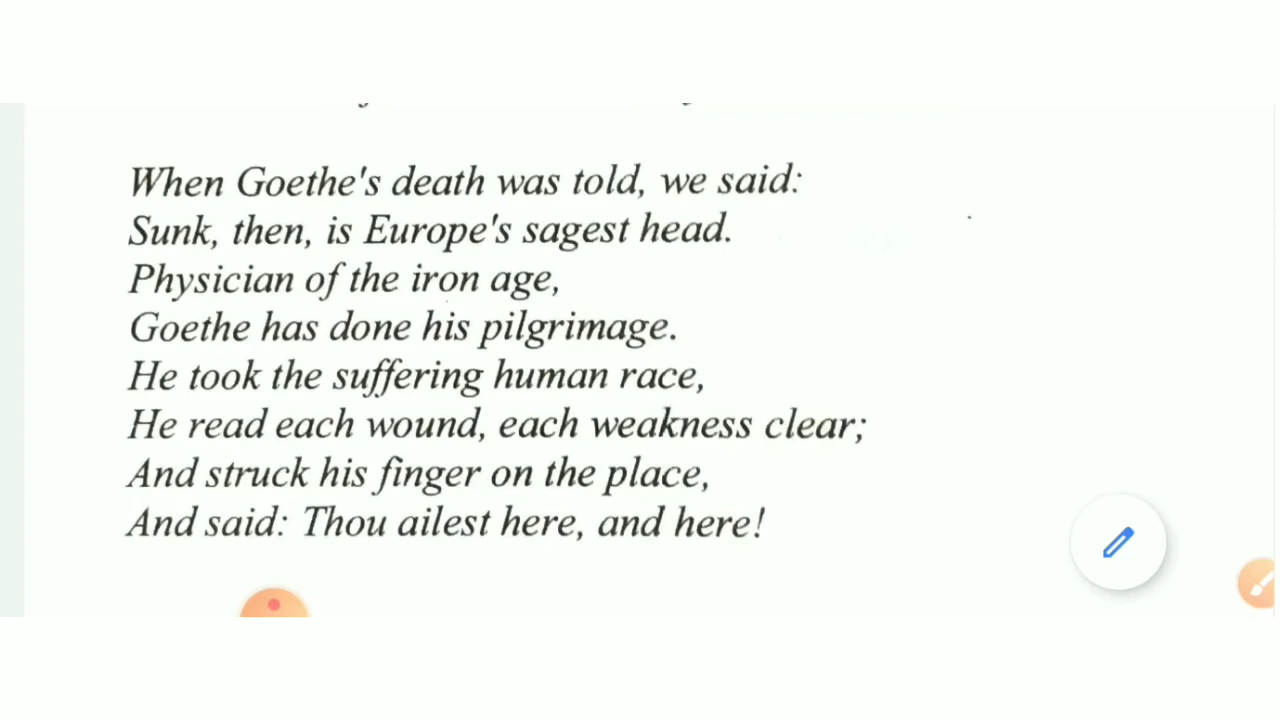 When Goethe's death was told, we said:
Sunk, then, is Europe's sagest head.
Physician of the iron age,
Goethe has done his pilgrimage.
He took the suffering human race,
He read each wound, each weakness clear;
And struck his finger on the place,
And said: Thou ailest here, and here!